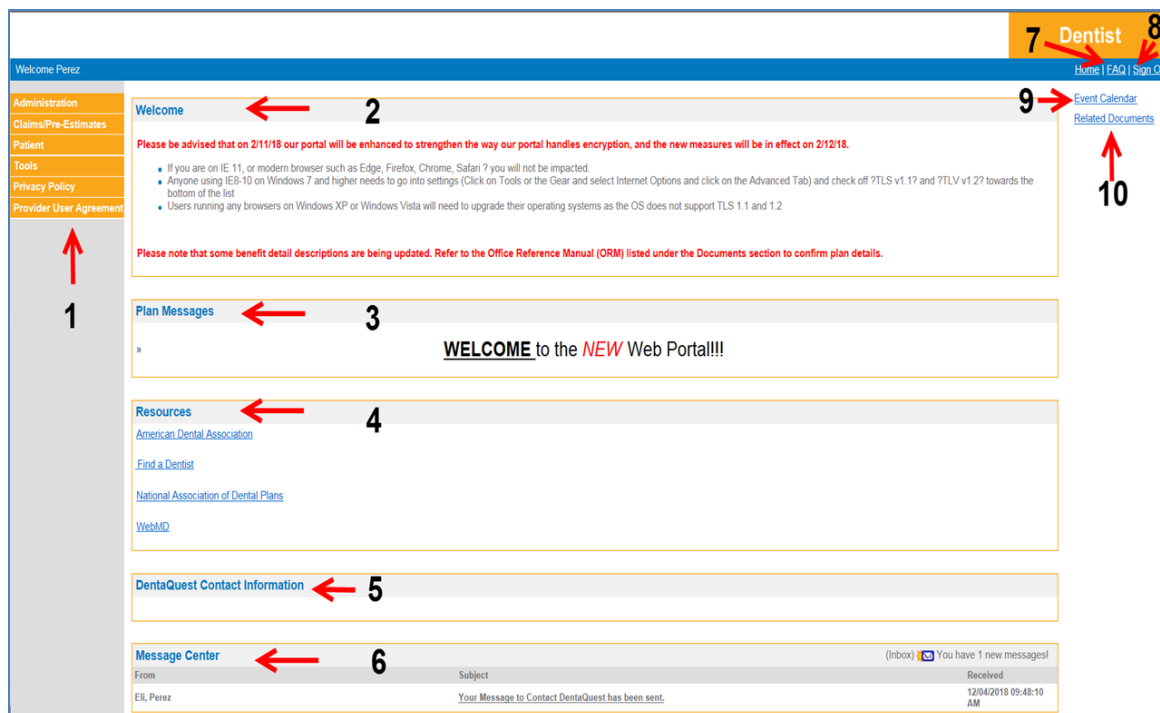 Dentist
7
8
Welcome Perez
Home | FAQ | Sign O
9
Event Calendar
Related Documents
10
Administration
Claims/Pre-Estimates
Patient
Tools
Privacy Policy
Provider User Agreement
1
Welcome
2
Please be advised that on 2/11/18 our portal will be enhanced to strengthen the way our portal handles encryption, and the new measures will be in effect on 2/12/18.
If you are on IE 11, or modern browser such as Edge, Firefox, Chrome, Safari ? you will not be impacted.
Anyone using IE8-10 on Windows 7 and higher needs to go into settings (Click on Tools or the Gear and select Internet Options and click on the Advanced Tab) and check off ?TLS v1.1? and ?TLV v1.2? towards the
bottom of the list
Users running any browsers on Windows XP or Windows Vista will need to upgrade their operating systems as the OS does not support TLS 1.1 and 1.2
Please note that some benefit detail descriptions are being updated. Refer to the Office Reference Manual (ORM) listed under the Documents section to confirm plan details.
Plan Messages
3
» WELCOME to the NEW Web Portal!!!
Resources
4
American Dental Association
Find a Dentist
National Association of Dental Plans
WebMD
DentaQuest Contact Information
5
Message Center
6
(Inbox) You have 1 new messages!
From Subject Received
Eli, Perez Your Message to Contact DentaQuest has been sent. 12/04/2018 09:48:10
AM